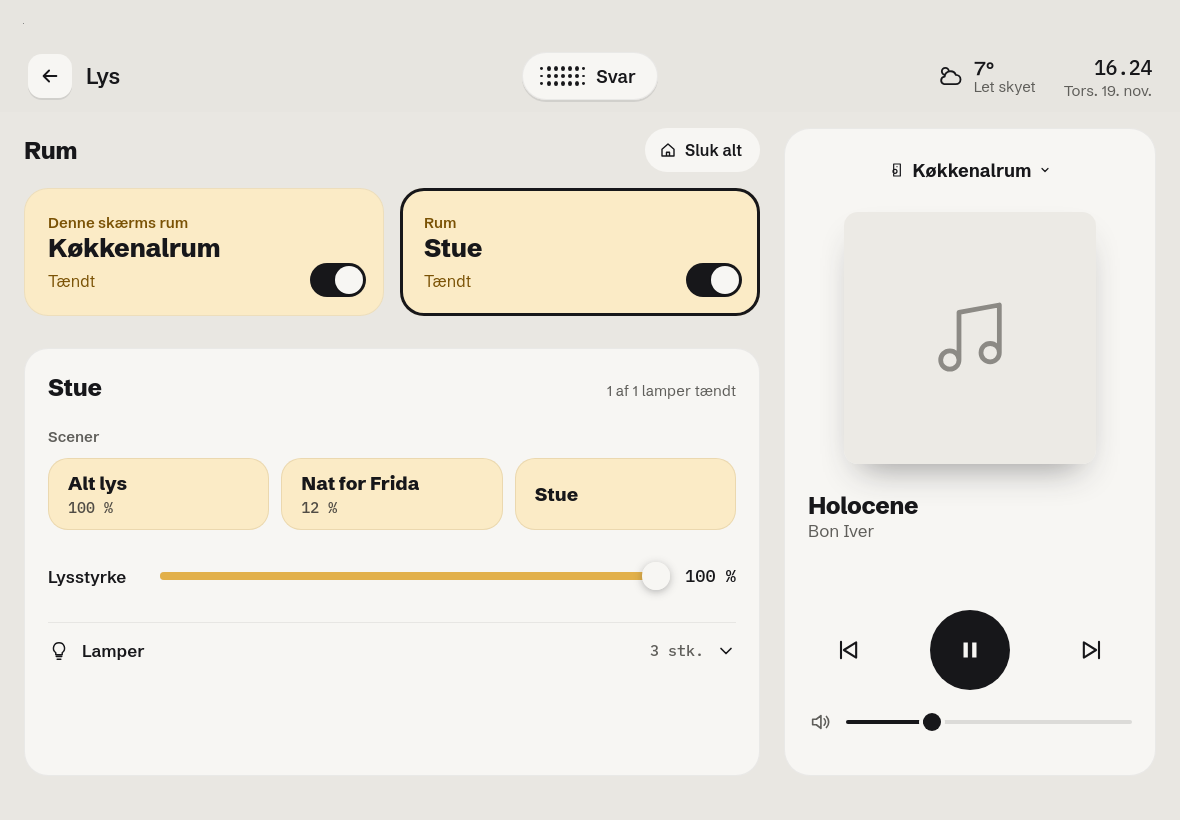 Lys
Svar
7°
Let skyet
16.24
Tors. 19. nov.
Rum
Sluk alt
Denne skærms rum
Køkkenalrum
Tændt
Rum
Stue
Tændt
Stue
1 af 1 lamper tændt
Scener
Alt lys
100 %
Nat for Frida
12 %
Stue
Lysstyrke
100 %
Lamper
3 stk.
Køkkenalrum
Holocene
Bon Iver